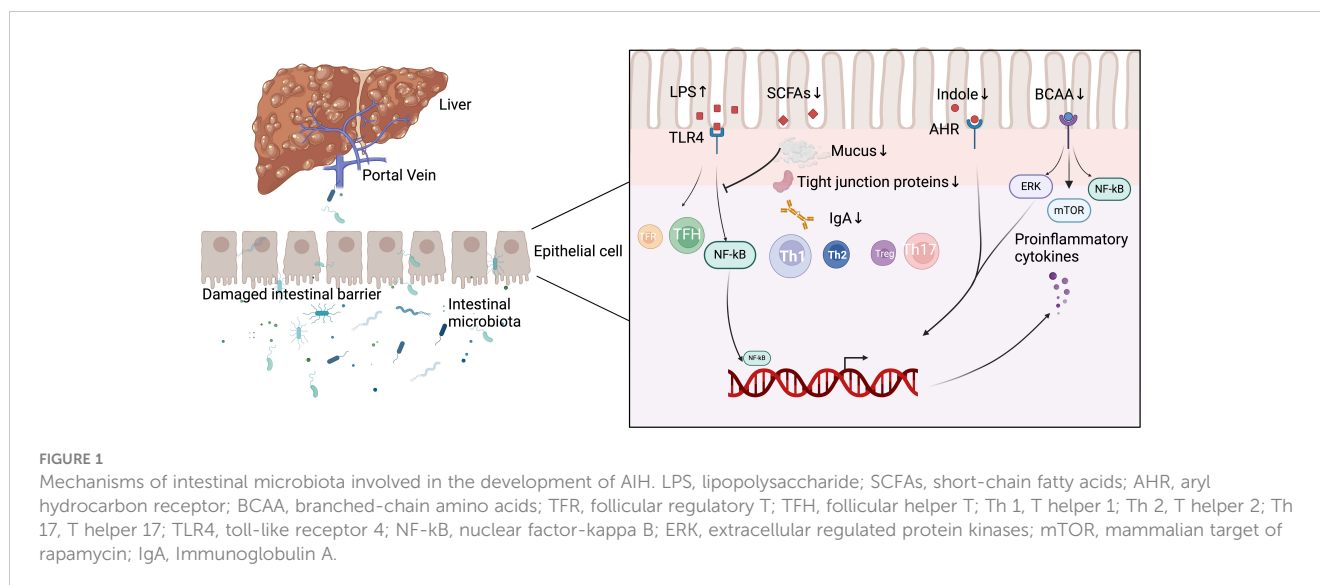 Liver
Portal Vein
Epithelial cell
Damaged intestinal barrier
Intestinal
microbiota
LPS↑
SCFAs↓
Indole↓
BCAA↓
TLR4
AHR
Mucus↓
Tight junction proteins↓
ERK
NF-kB
mTOR
IgA↓
TFR
TFH
NF-kB
Th1
Th2
Treg
Th17
Proinflammatory
cytokines
NF-kB
FIGURE 1
Mechanisms of intestinal microbiota involved in the development of AIH. LPS, lipopolysaccharide; SCFAs, short-chain fatty acids; AHR, aryl
hydrocarbon receptor; BCAA, branched-chain amino acids; TFR, follicular regulatory T; TFH, follicular helper T; Th 1, T helper 1; Th 2, T helper 2; Th
17, T helper 17; TLR4, toll-like receptor 4; NF-kB, nuclear factor-kappa B; ERK, extracellular regulated protein kinases; mTOR, mammalian target of
rapamycin; IgA, Immunoglobulin A.